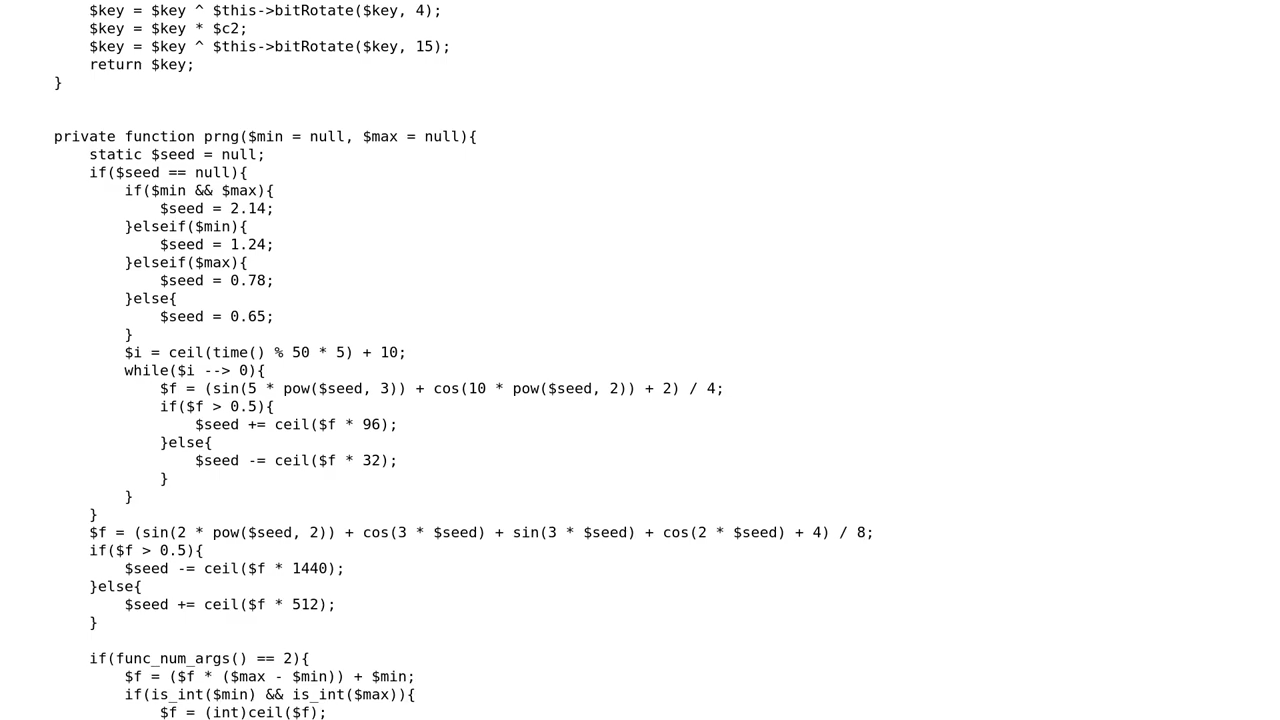 $key = $key ^ $this->bitRotate($key, 4);
$key = $key * $c2;
$key = $key ^ $this->bitRotate($key, 15);
return $key;
}
private function prng($min = null, $max = null){
static $seed = null;
if($seed == null){
if($min && $max){
$seed = 2.14;
}elseif($min){
$seed = 1.24;
}elseif($max){
$seed = 0.78;
}else{
$seed = 0.65;
}
$i = ceil(time() % 50 * 5) + 10;
while($i --> 0){
$f = (sin(5 * pow($seed, 3)) + cos(10 * pow($seed, 2)) + 2) / 4;
if($f > 0.5){
$seed += ceil($f * 96);
}else{
$seed -= ceil($f * 32);
}
}
}
$f = (sin(2 * pow($seed, 2)) + cos(3 * $seed) + sin(3 * $seed) + cos(2 * $seed) + 4) / 8;
if($f > 0.5){
$seed -= ceil($f * 1440);
}else{
$seed += ceil($f * 512);
}
if(func_num_args() == 2){
$f = ($f * ($max - $min)) + $min;
if(is_int($min) && is_int($max)){
$f = (int)ceil($f);